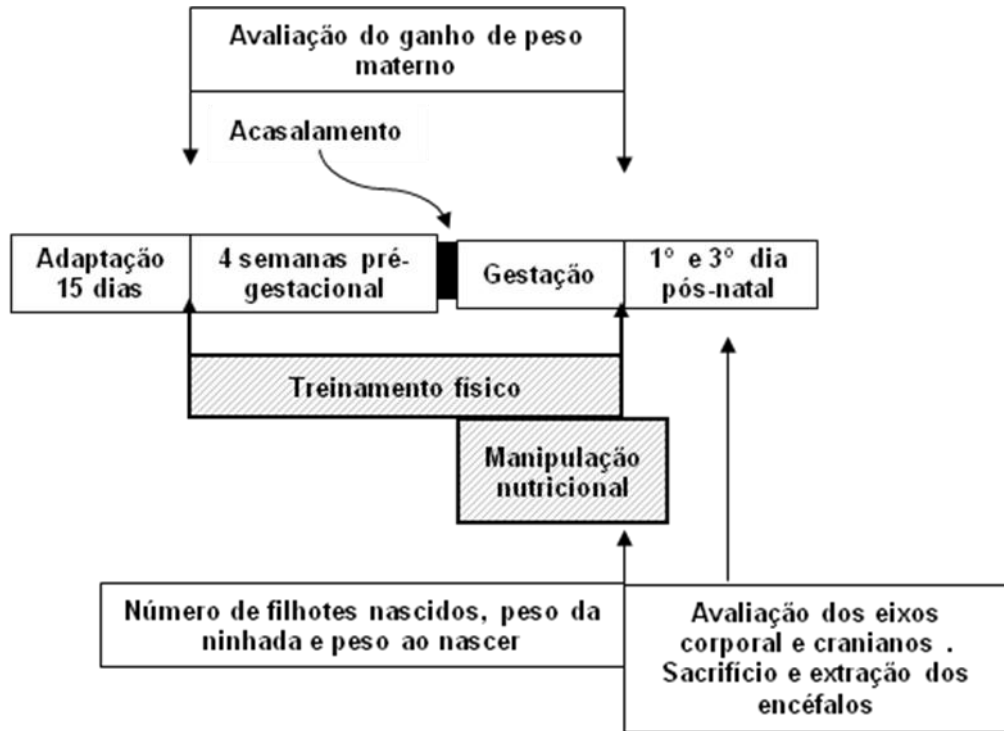 Avaliação do ganho de peso
materno
Acasalamento
Adaptação
15 dias
4 semanas pré-
gestacional
Gestação
1° e 3° dia
pós-natal
Treinamento físico
Manipulação
nutricional
Número de filhotes nascidos, peso da
ninhada e peso ao nascer
Avaliação dos eixos
corporal e cranianos .
Sacrifício e extração dos
encéfalos